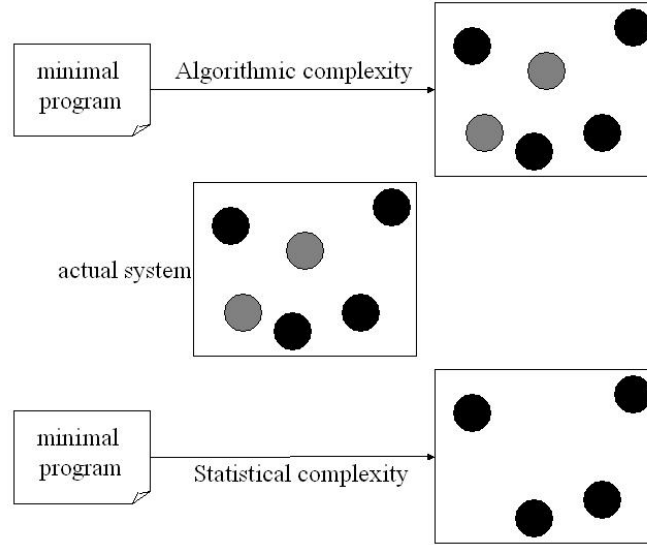 minimal
program
Algorithmic complexity
actual system
minimal
program
Statistical complexity